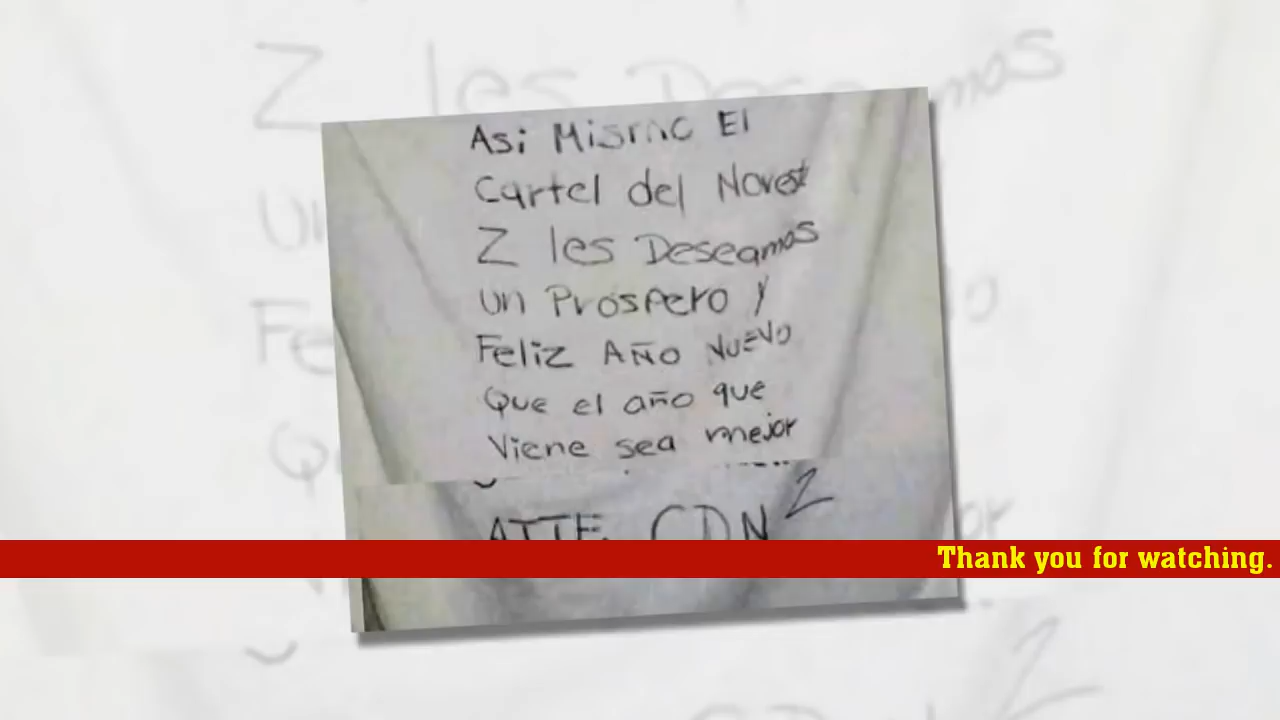 Asi Mismo El
Cartel del Norest
Z les Deseamos
un Prospero y
Feliz Año Nuevo
Que el año que
Viene sea mejor
ATTE. CDN Z
Thank you for watching.